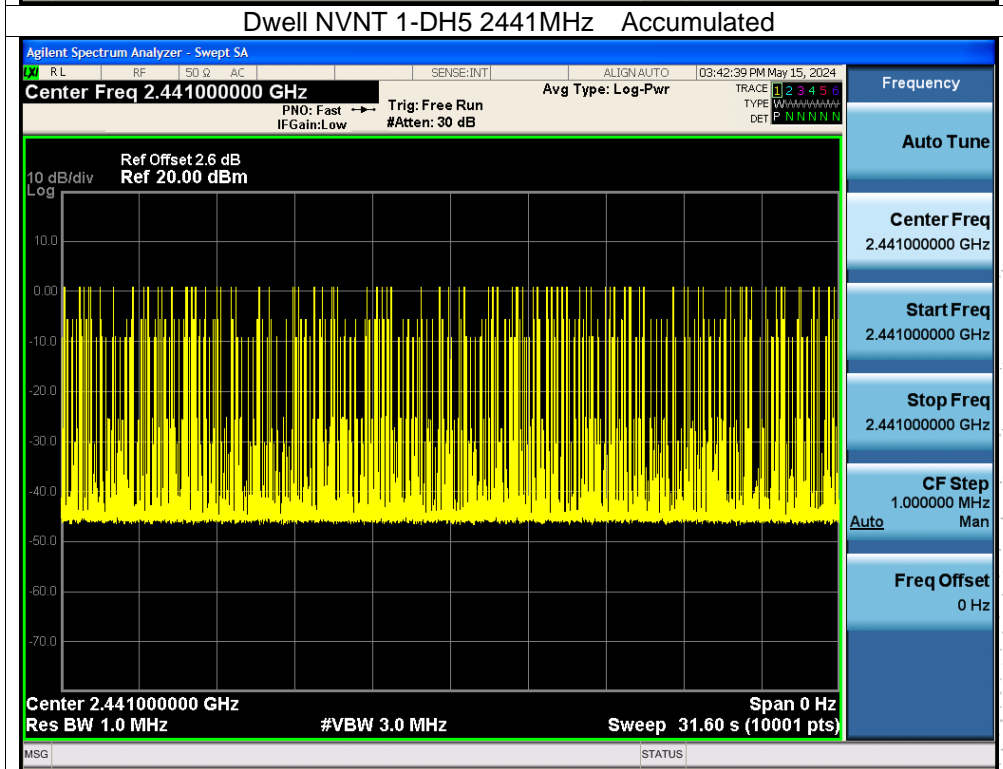 Dwell NVNT 1-DH5 2441MHz Accumulated
Agilent Spectrum Analyzer - Swept SA
LXI RL RF 50 Ω AC SENSE:INT ALIGN AUTO 03:42:39 PM May 15, 2024
Center Freq 2.441000000 GHz
PNO: Fast
IFGain:Low
Trig: Free Run
#Atten: 30 dB
Avg Type: Log-Pwr
TRACE 1 2 3 4 5 6
TYPE WWWWWW
DET P N N N N N
Frequency
Auto Tune
Center Freq
2.441000000 GHz
Start Freq
2.441000000 GHz
Stop Freq
2.441000000 GHz
CF Step
1.000000 MHz
Auto Man
Freq Offset
0 Hz
Ref Offset 2.6 dB
10 dB/div Ref 20.00 dBm
Log
10.0
0.00
-10.0
-20.0
-30.0
-40.0
-50.0
-60.0
-70.0
Center 2.441000000 GHz Span 0 Hz
Res BW 1.0 MHz #VBW 3.0 MHz Sweep 31.60 s (10001 pts)
MSG STATUS